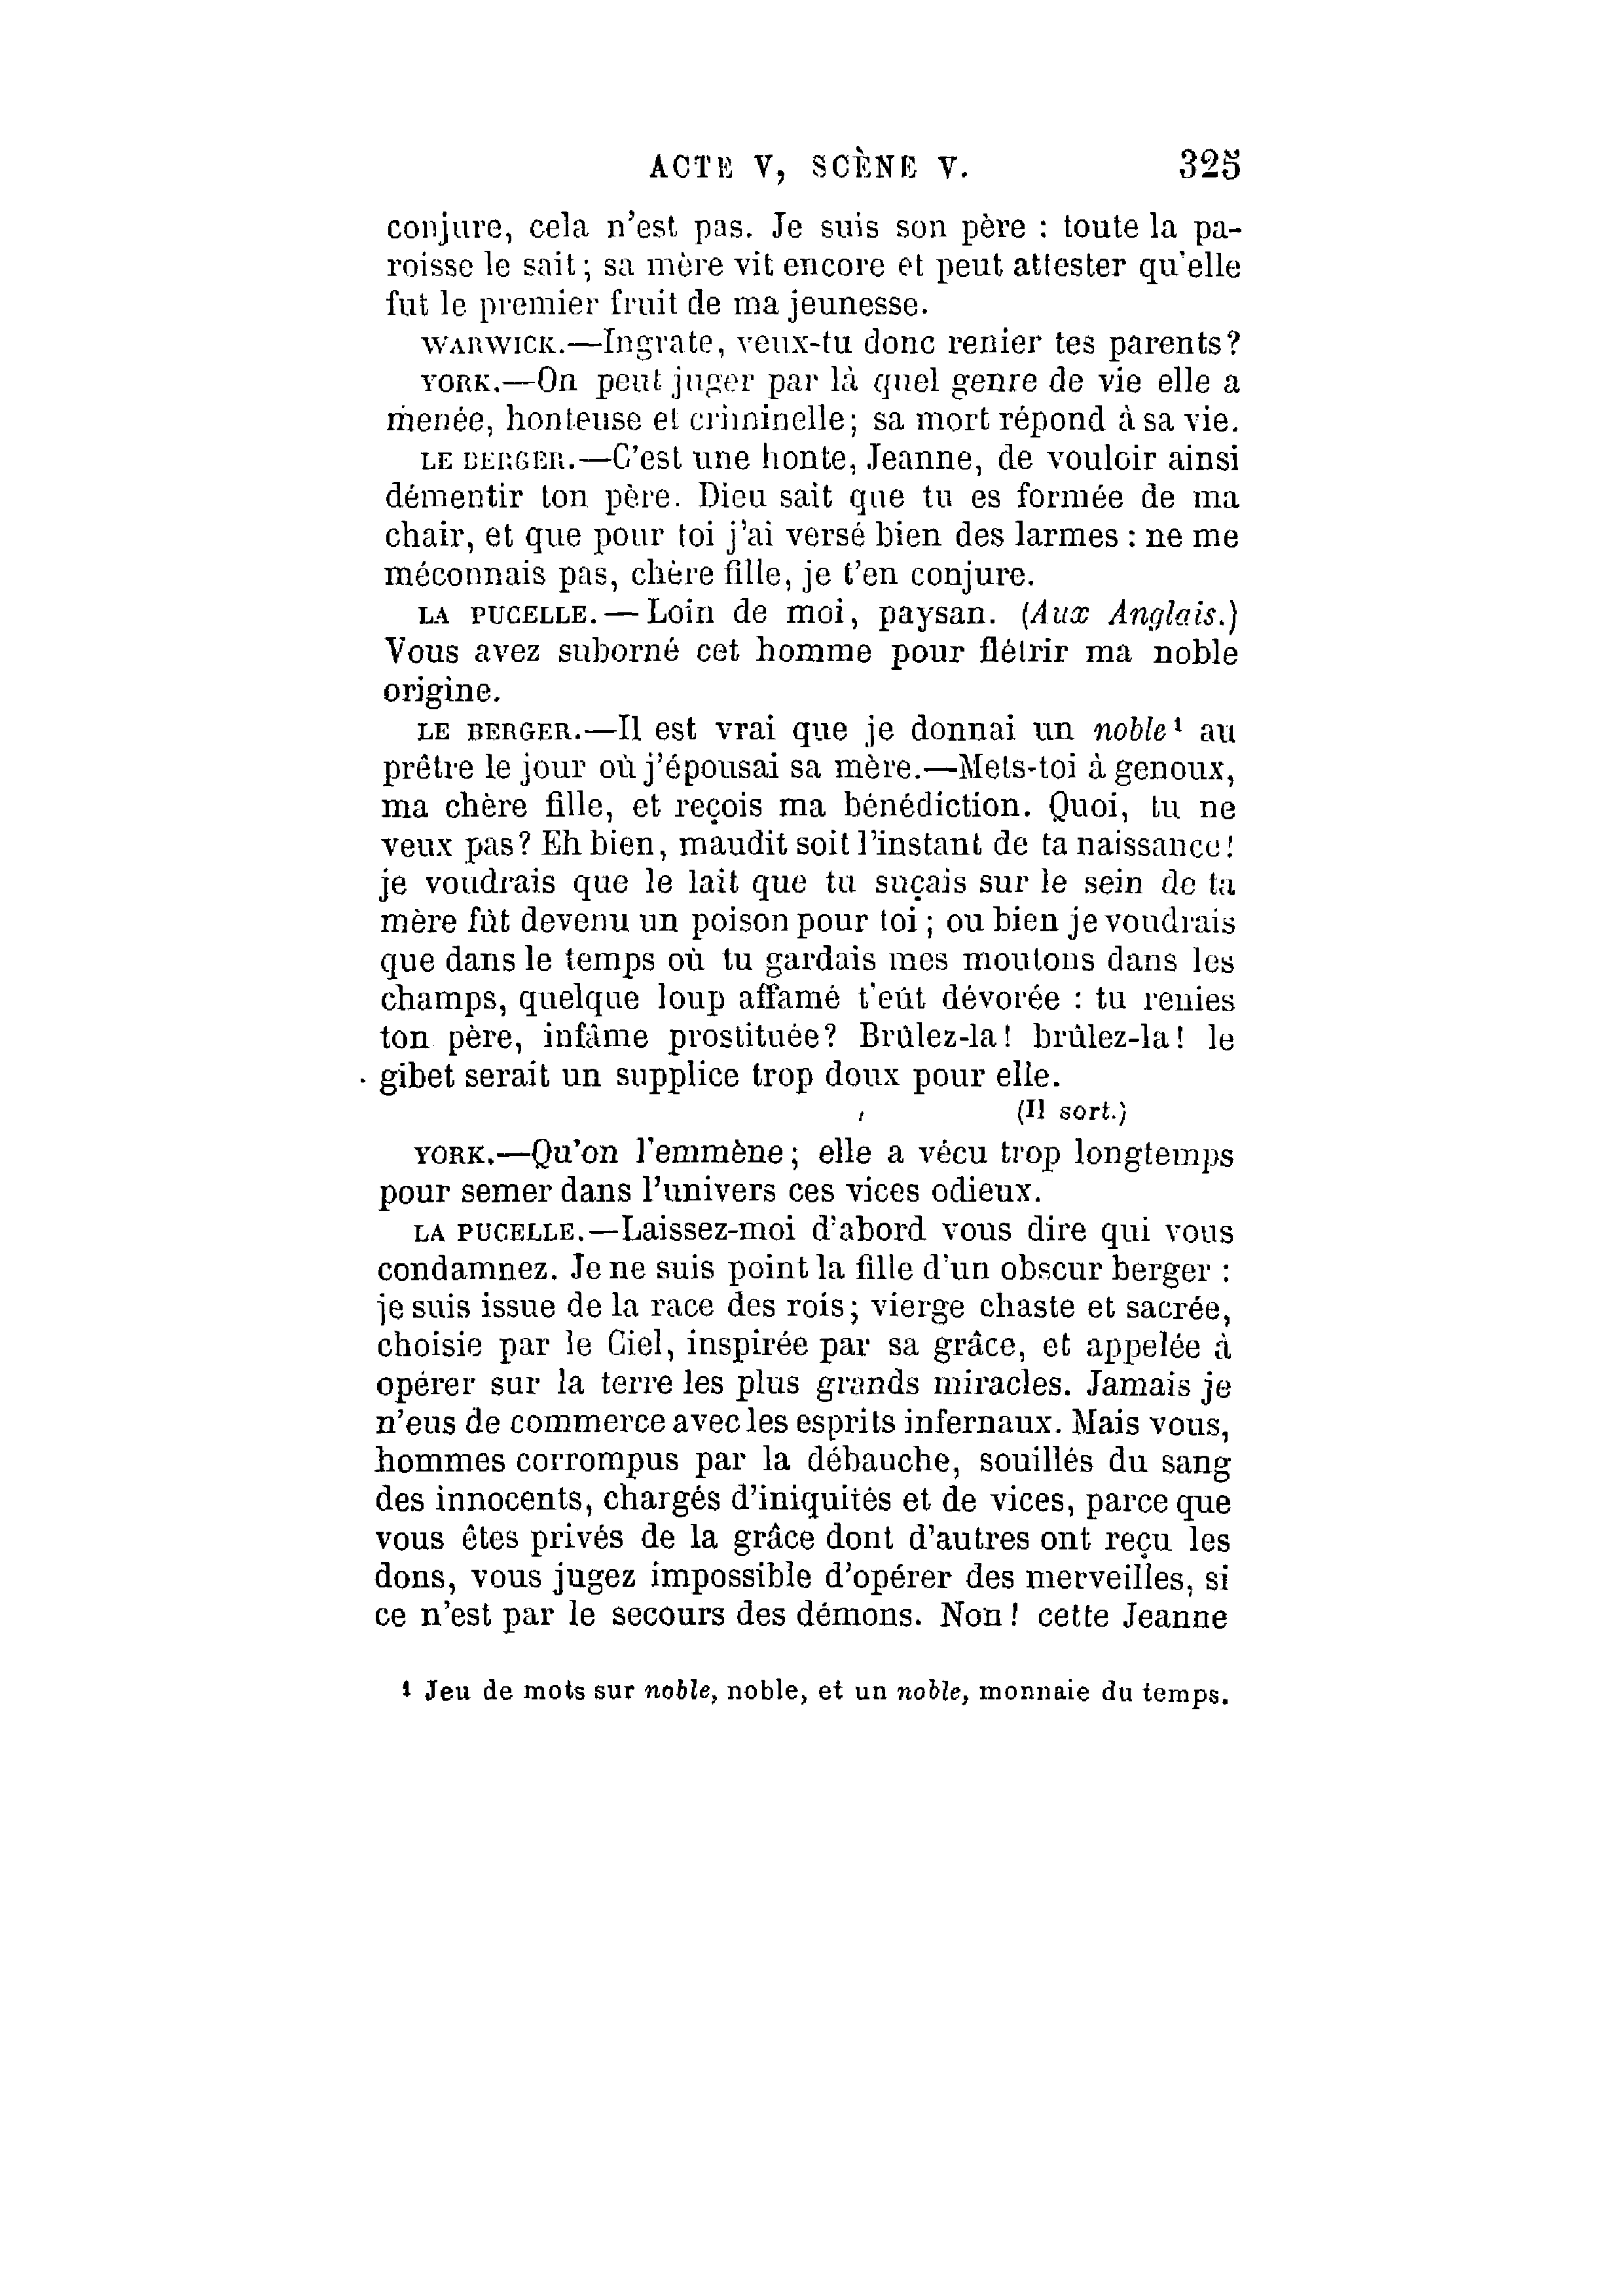 ACTE V, SCÈNE V. 325
conjure, cela n'est pas. Je suis son père : toute la pa-
roisse le sait ; sa mère vit encore et peut attester qu'elle
fut le premier fruit de ma jeunesse.
WARWICK.—Ingrate, veux-tu donc renier tes parents?
YORK.—On peut juger par là quel genre de vie elle a
menée, honteuse et criminelle; sa mort répond à sa vie.
LE BERGER.—C'est une honte, Jeanne, de vouloir ainsi
démentir ton père. Dieu sait que tu es formée de ma
chair, et que pour toi j'ai versé bien des larmes : ne me
méconnais pas, chère fille, je t'en conjure.
LA PUCELLE.—Loin de moi, paysan. (Aux Anglais.)
Vous avez suborné cet homme pour flétrir ma noble
origine.
LE BERGER.—Il est vrai que je donnai un noble¹ au
prêtre le jour où j'épousai sa mère.—Mets-toi à genoux,
ma chère fille, et reçois ma bénédiction. Quoi, tu ne
veux pas? Eh bien, maudit soit l'instant de ta naissance!
je voudrais que le lait que tu suçais sur le sein de ta
mère fût devenu un poison pour toi ; ou bien je voudrais
que dans le temps où tu gardais mes moutons dans les
champs, quelque loup affamé t'eût dévorée : tu renies
ton père, infâme prostituée? Brûlez-la! brûlez-la! le
gibet serait un supplice trop doux pour elle.
(Il sort.)
YORK.—Qu'on l'emmène ; elle a vécu trop longtemps
pour semer dans l'univers ces vices odieux.
LA PUCELLE.—Laissez-moi d'abord vous dire qui vous
condamnez. Je ne suis point la fille d'un obscur berger :
je suis issue de la race des rois; vierge chaste et sacrée,
choisie par le Ciel, inspirée par sa grâce, et appelée à
opérer sur la terre les plus grands miracles. Jamais je
n'eus de commerce avec les esprits infernaux. Mais vous,
hommes corrompus par la débauche, souillés du sang
des innocents, chargés d'iniquités et de vices, parce que
vous êtes privés de la grâce dont d'autres ont reçu les
dons, vous jugez impossible d'opérer des merveilles, si
ce n'est par le secours des démons. Non! cette Jeanne
¹ Jeu de mots sur noble, noble, et un noble, monnaie du temps.